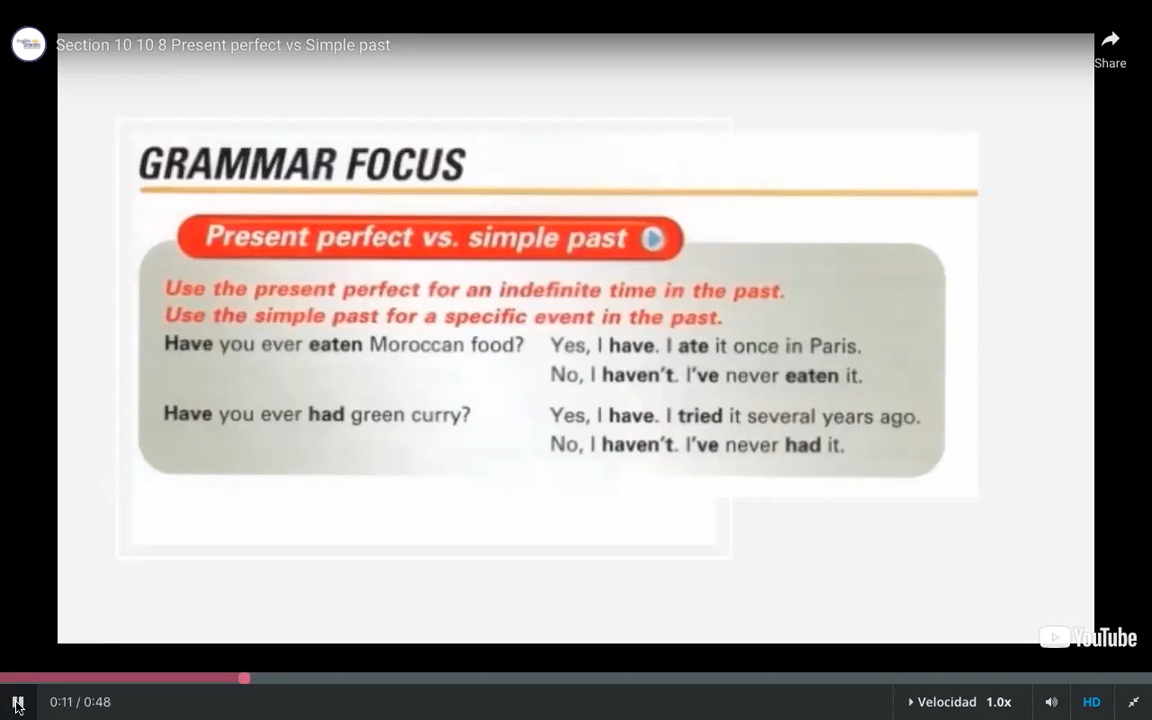 Section 10 10 8 Present perfect vs Simple past
Share
GRAMMAR FOCUS
Present perfect vs. simple past
Use the present perfect for an indefinite time in the past.
Use the simple past for a specific event in the past.
Have you ever eaten Moroccan food? Yes, I have. I ate it once in Paris.
No, I haven't. I've never eaten it.
Have you ever had green curry? Yes, I have. I tried it several years ago.
No, I haven't. I've never had it.
YouTube
0:11 / 0:48 Velocidad 1.0x HD